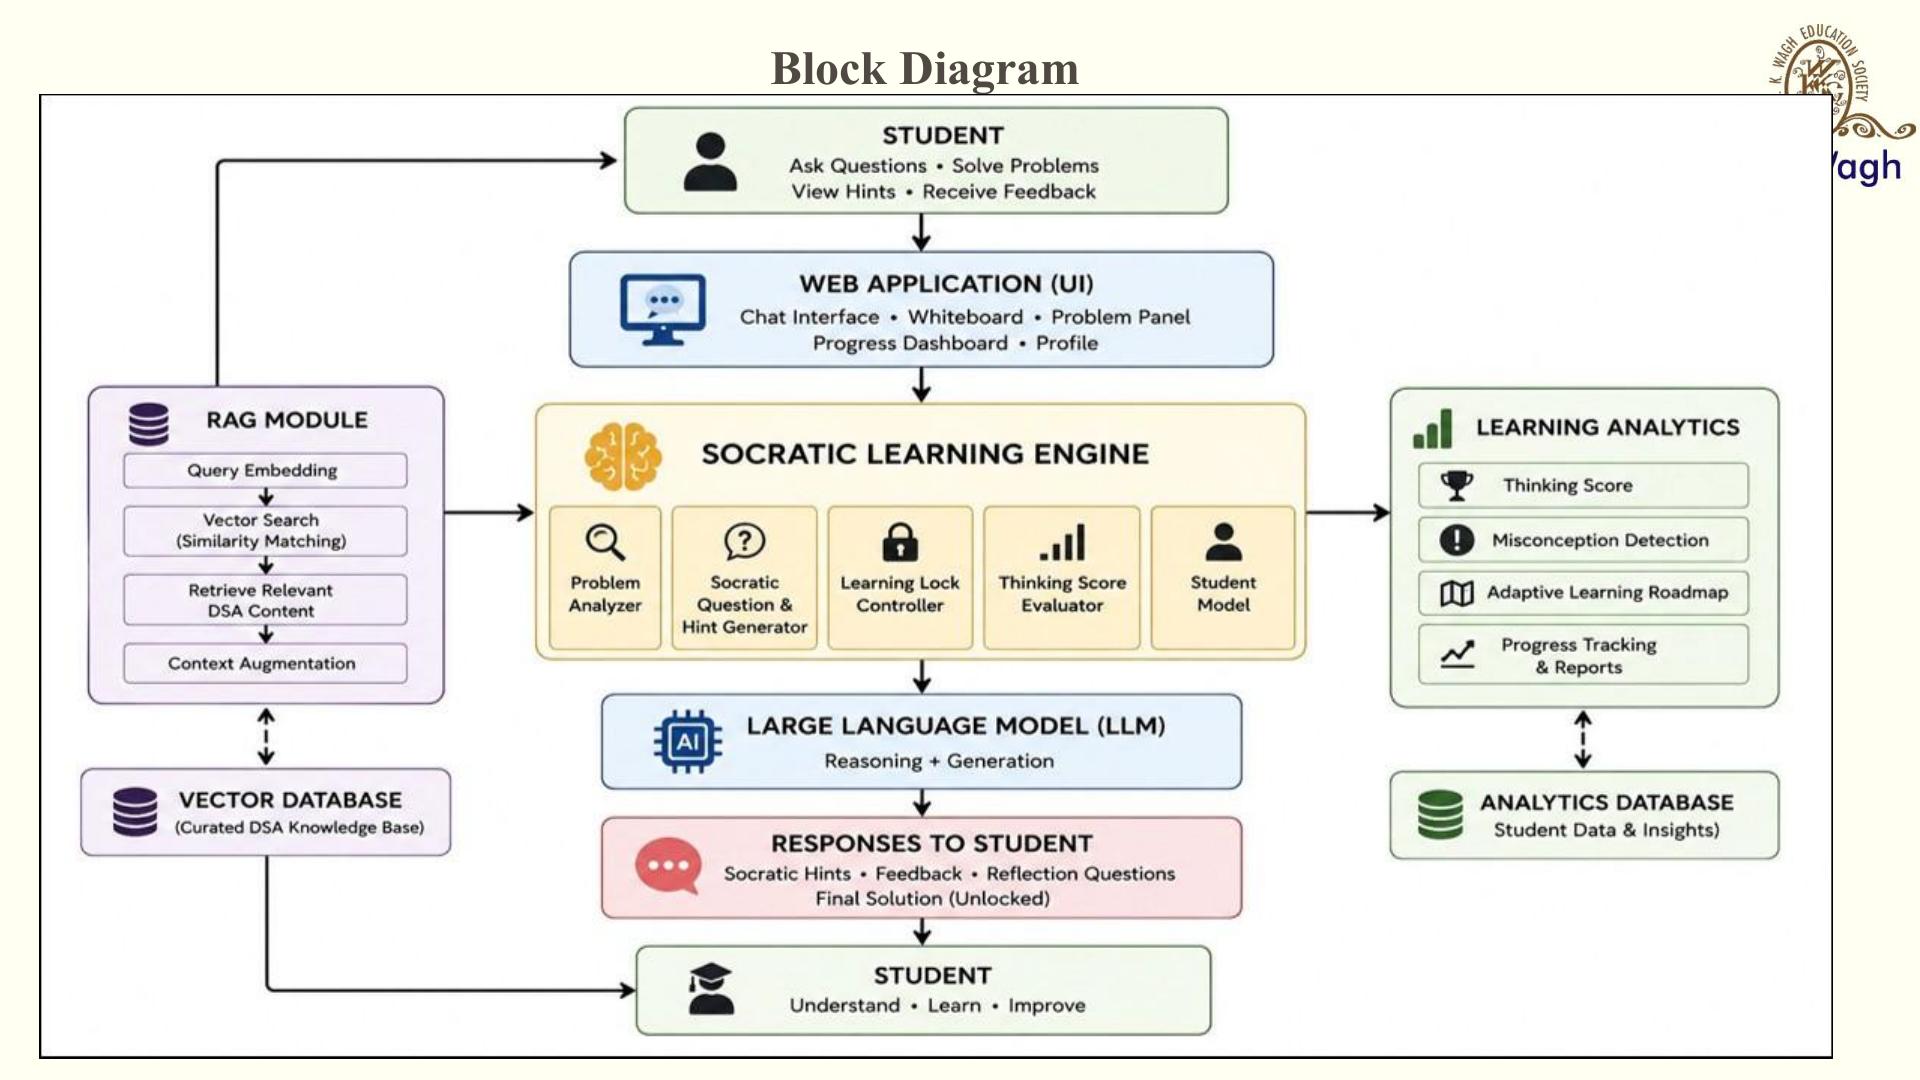 Block Diagram
K. WAGH EDUCATION SOCIETY
STUDENT
Ask Questions • Solve Problems
View Hints • Receive Feedback
WEB APPLICATION (UI)
Chat Interface • Whiteboard • Problem Panel
Progress Dashboard • Profile
RAG MODULE
Query Embedding
Vector Search
(Similarity Matching)
Retrieve Relevant
DSA Content
Context Augmentation
SOCRATIC LEARNING ENGINE
Problem
Analyzer
Socratic
Question &
Hint Generator
Learning Lock
Controller
Thinking Score
Evaluator
Student
Model
LEARNING ANALYTICS
Thinking Score
Misconception Detection
Adaptive Learning Roadmap
Progress Tracking
& Reports
LARGE LANGUAGE MODEL (LLM)
AI
Reasoning + Generation
VECTOR DATABASE
(Curated DSA Knowledge Base)
RESPONSES TO STUDENT
Socratic Hints • Feedback • Reflection Questions
Final Solution (Unlocked)
ANALYTICS DATABASE
Student Data & Insights)
STUDENT
Understand • Learn • Improve